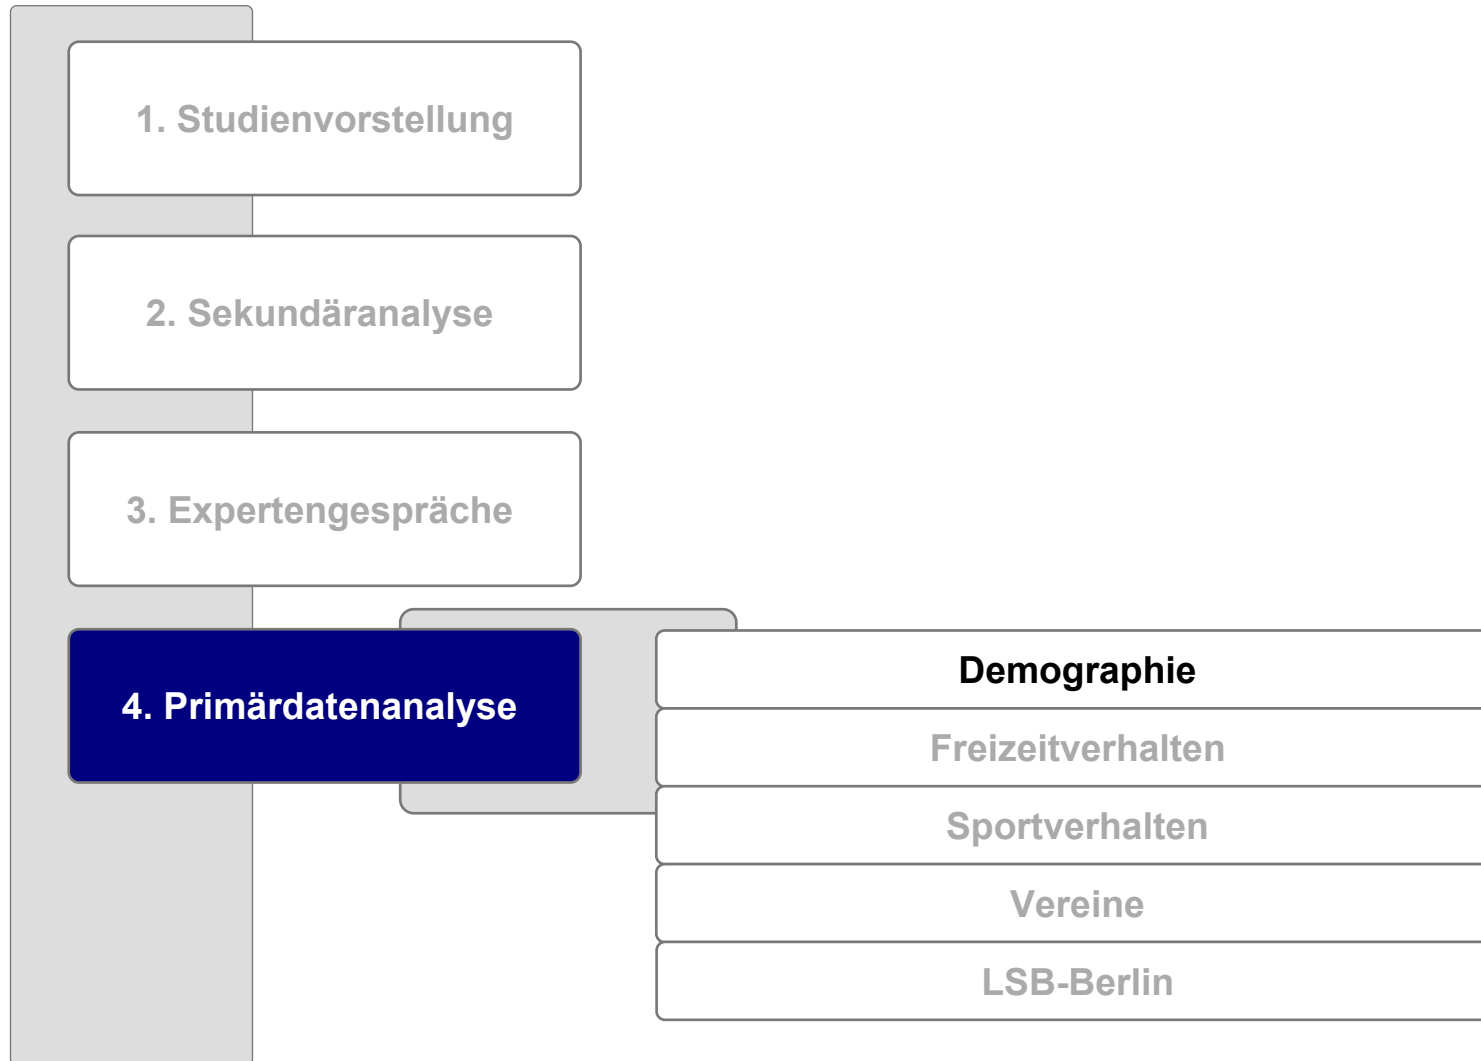 1. Studienvorstellung
2. Sekundäranalyse
3. Expertengespräche
4. Primärdatenanalyse
Demographie
Freizeitverhalten
Sportverhalten
Vereine
LSB-Berlin